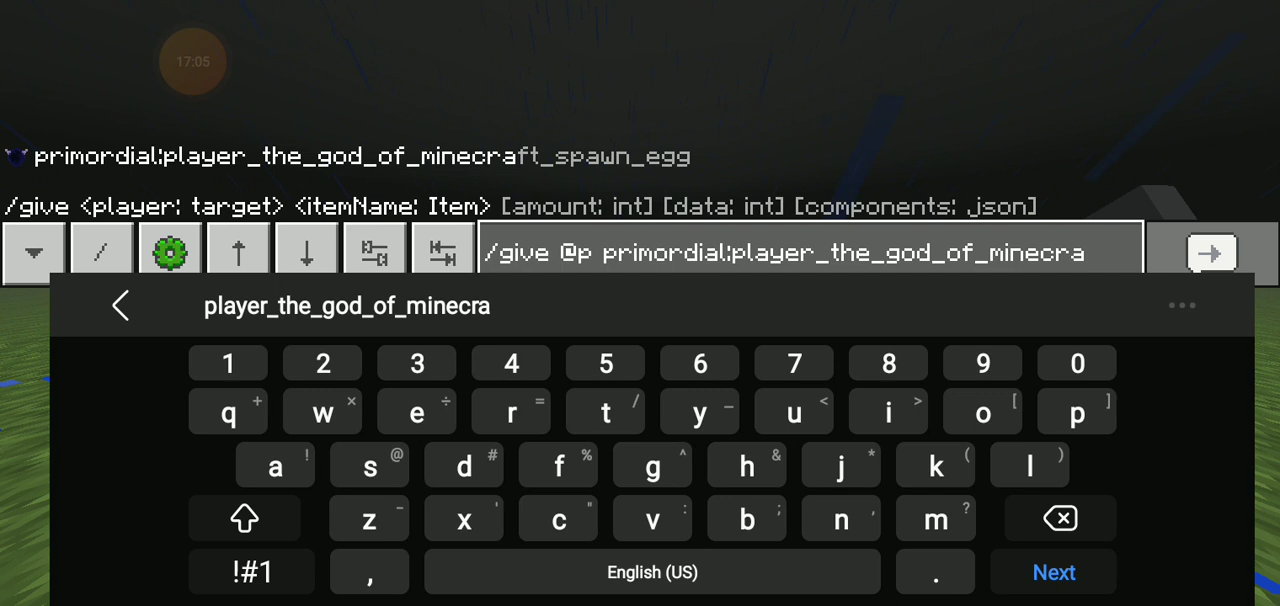 17:05
primordial:player_the_god_of_minecraft_spawn_egg
/give <player: target> <itemName: Item> [amount: int] [data: int] [components: json]
/ /give @p primordial:player_the_god_of_minecra
player_the_god_of_minecra ...
1 2 3 4 5 6 7 8 9 0
q + w × e ÷ r = t / y _ u < i > o [ p ]
a ! s @ d # f % g ^ h & j * k ( l )
z - x ' c " v : b ; n , m ?
!#1 , English (US) . Next